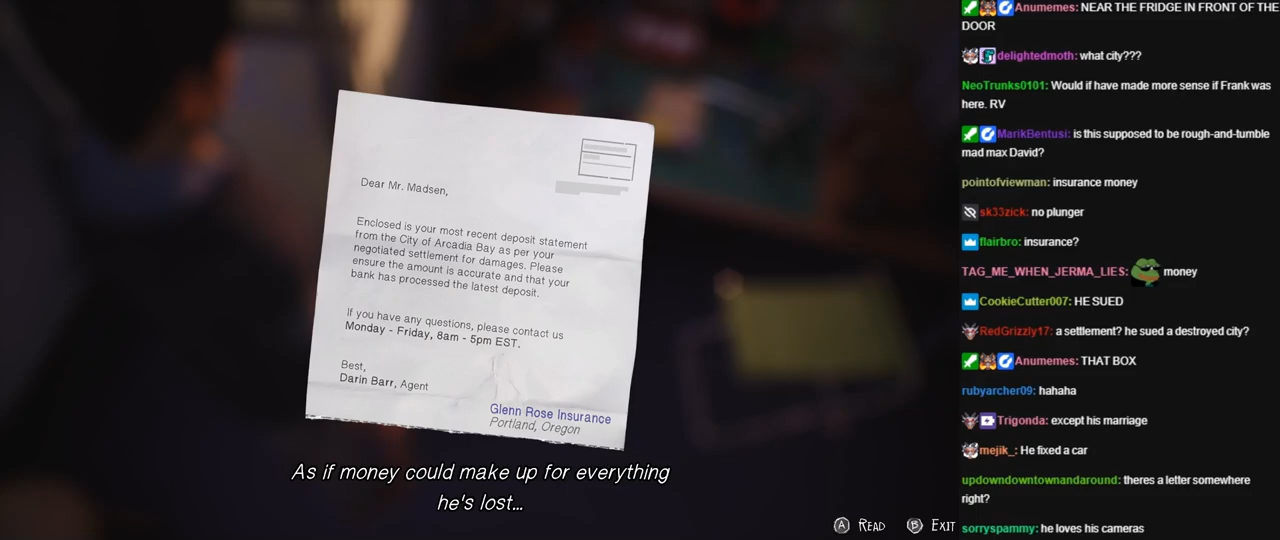 Dear Mr. Madsen,
Enclosed is your most recent deposit statement
from the City of Arcadia Bay as per your
negotiated settlement for damages. Please
ensure the amount is accurate and that your
bank has processed the latest deposit.
If you have any questions, please contact us
Monday - Friday, 8am - 5pm EST.
Best,
Darin Barr, Agent
Glenn Rose Insurance
Portland, Oregon
As if money could make up for everything
he's lost...
A READ B EXIT
Anumemes: NEAR THE FRIDGE IN FRONT OF THE
DOOR
delightedmoth: what city???
NeoTrunks0101: Would if have made more sense if Frank was
here. RV
MarikBentusi: is this supposed to be rough-and-tumble
mad max David?
pointofviewman: insurance money
sk33zick: no plunger
flairbro: insurance?
TAG_ME_WHEN_JERMA_LIES: money
CookieCutter007: HE SUED
RedGrizzly17: a settlement? he sued a destroyed city?
Anumemes: THAT BOX
rubyarcher09: hahaha
Trigonda: except his marriage
mejik_: He fixed a car
updowndowntownandaround: theres a letter somewhere
right?
sorryspammy: he loves his cameras